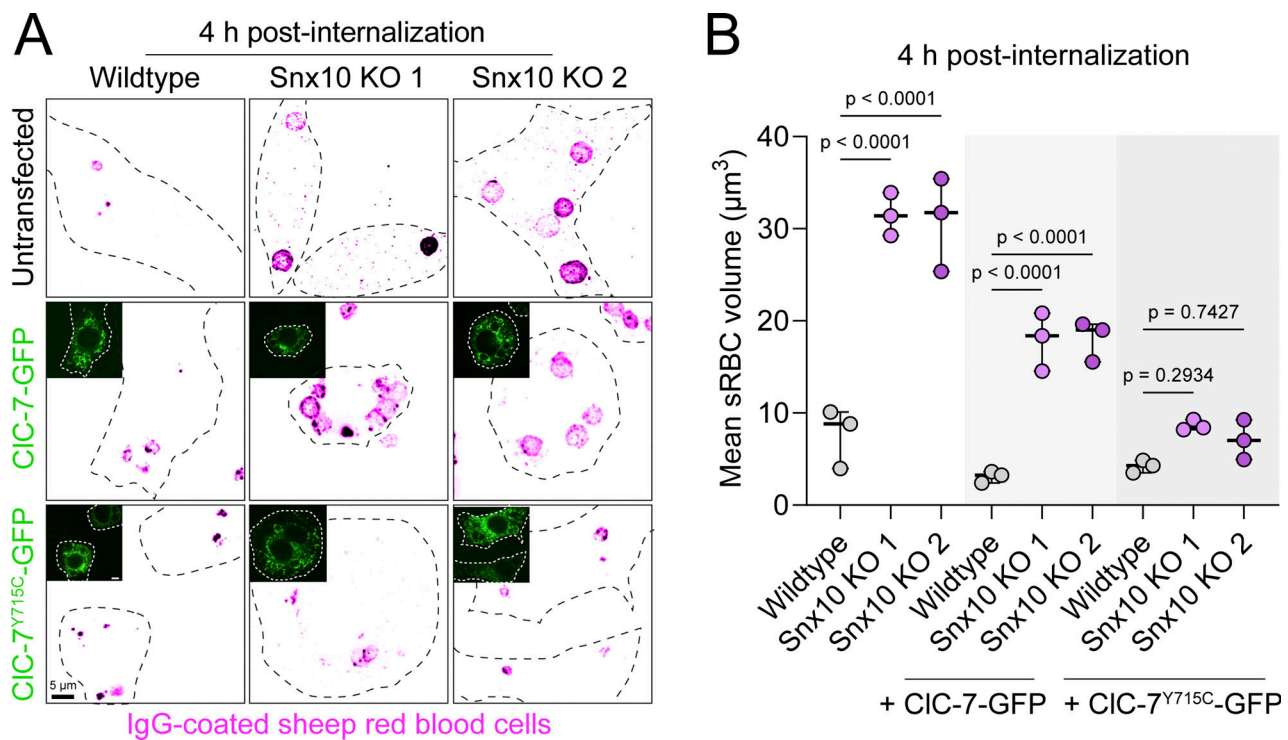 A
4 h post-internalization
Wildtype
Snx10 KO 1
Snx10 KO 2
Untransfected
ClC-7-GFP
ClC-7Y715C-GFP
5 µm
IgG-coated sheep red blood cells
B
4 h post-internalization
p < 0.0001
p < 0.0001
p < 0.0001
p < 0.0001
p = 0.7427
p = 0.2934
Mean sRBC volume (µm³)
40
30
20
10
0
Wildtype
Snx10 KO 1
Snx10 KO 2
Wildtype
Snx10 KO 1
Snx10 KO 2
Wildtype
Snx10 KO 1
Snx10 KO 2
+ ClC-7-GFP
+ ClC-7Y715C-GFP